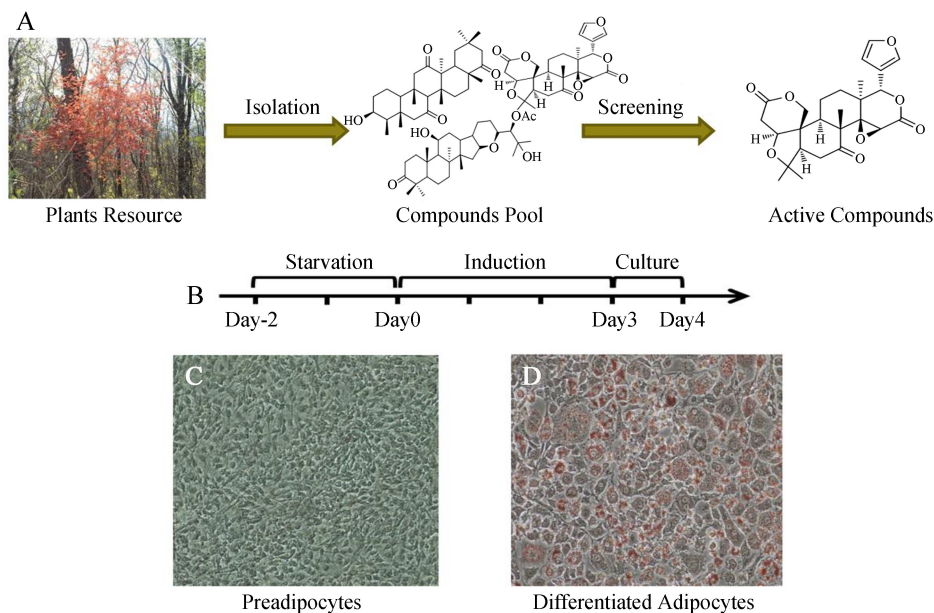 A
Isolation
Screening
Plants Resource
Compounds Pool
Active Compounds
O
O
O
O
O
O
O
O
O
H
H
OAc
HO
O
HO
O
OH
O
O
O
O
O
O
O
O
H
H
H
B
Starvation
Induction
Culture
Day-2
Day0
Day3
Day4
C
D
Preadipocytes
Differentiated Adipocytes